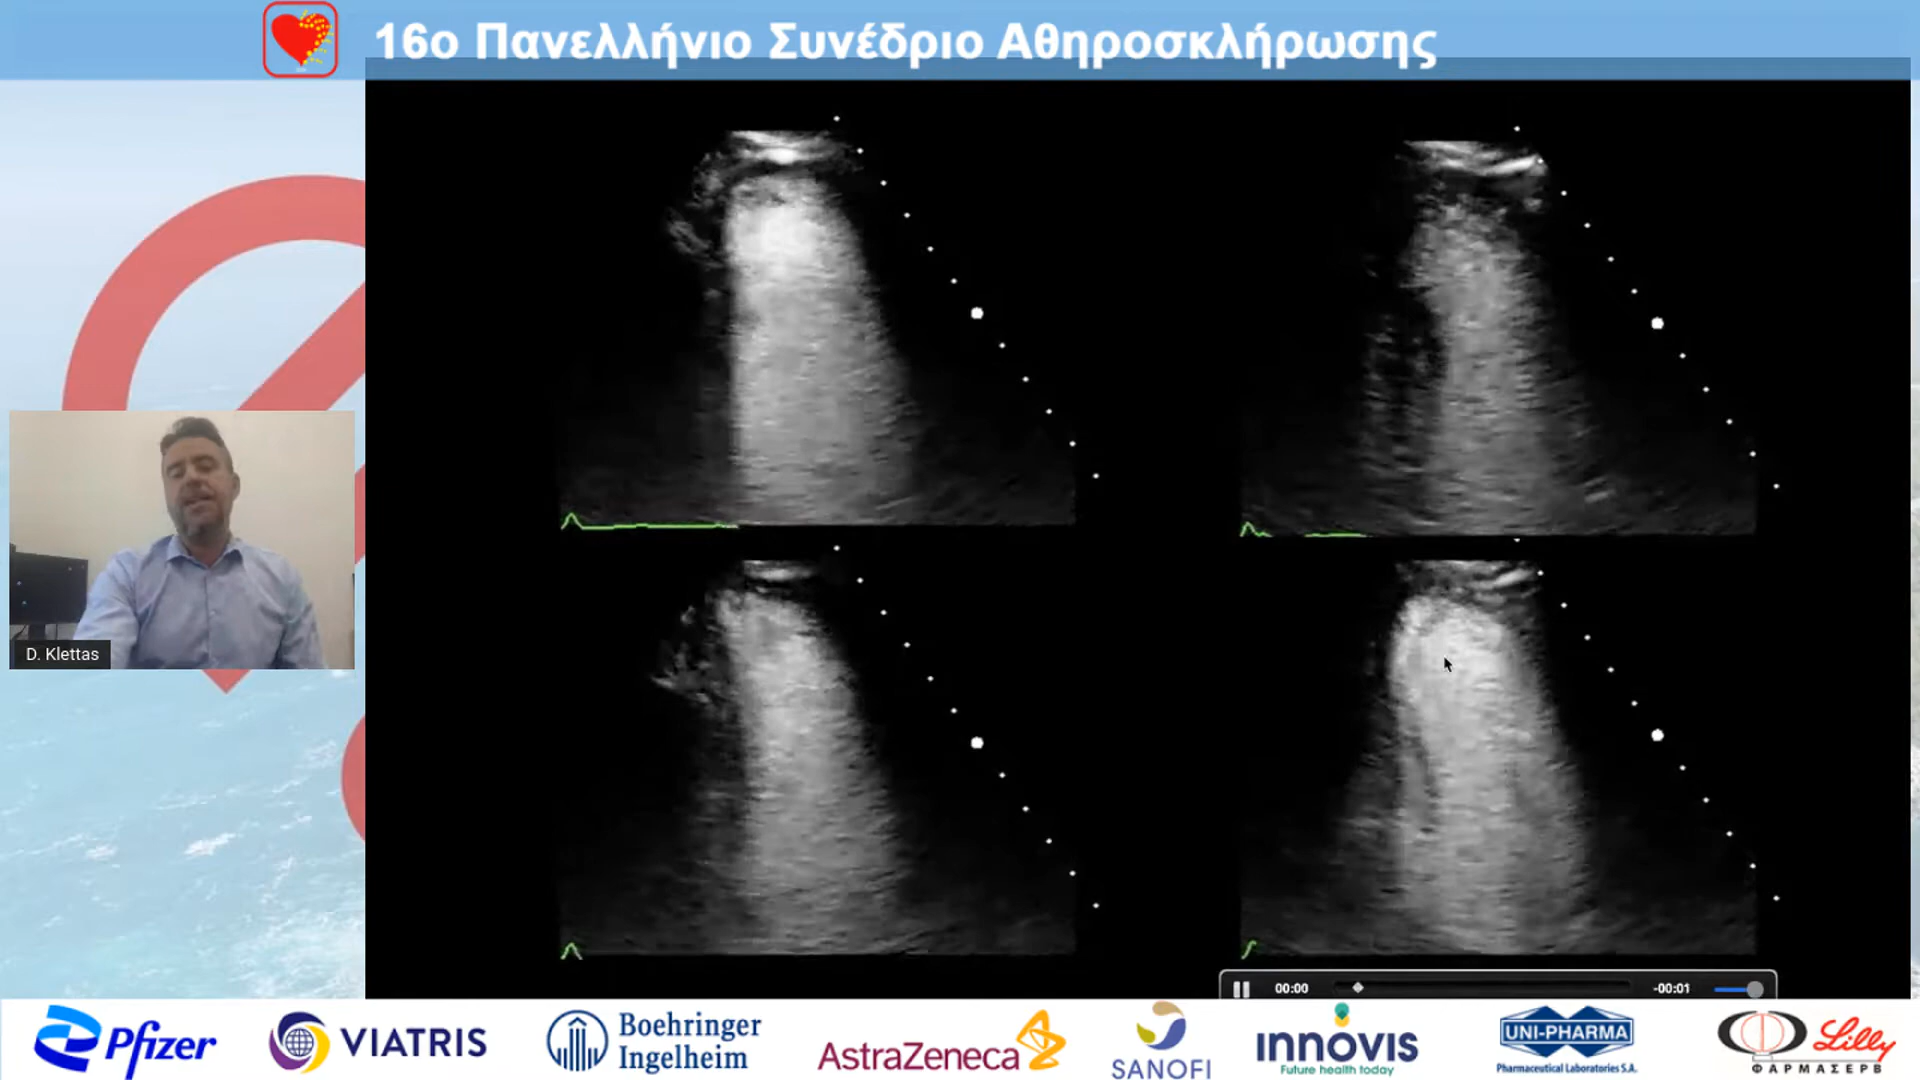 16ο Πανελλήνιο Συνέδριο Αθηροσκλήρωσης
D. Klettas
00:00
-00:01
Pfizer
VIATRIS
Boehringer
Ingelheim
AstraZeneca
SANOFI
INNOVIS
Future health today
UNI-PHARMA
Pharmaceutical Laboratories S.A.
Lilly
ΦΑΡΜΑΣΕΡΒ